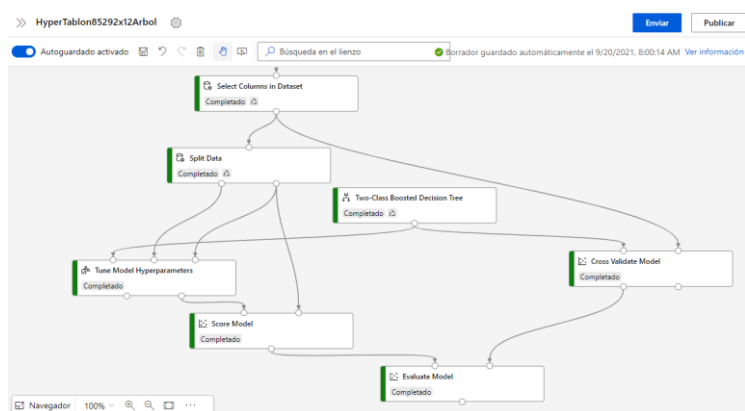 HyperTablon85292x12Arbol
Enviar
Publicar
Autoguardado activado
Búsqueda en el lienzo
Borrador guardado automáticamente el 9/20/2021, 8:00:14 AM
Ver información
Select Columns in Dataset
Completado
Split Data
Completado
Two-Class Boosted Decision Tree
Completado
Tune Model Hyperparameters
Completado
Cross Validate Model
Completado
Score Model
Completado
Evaluate Model
Completado
Navegador
100%